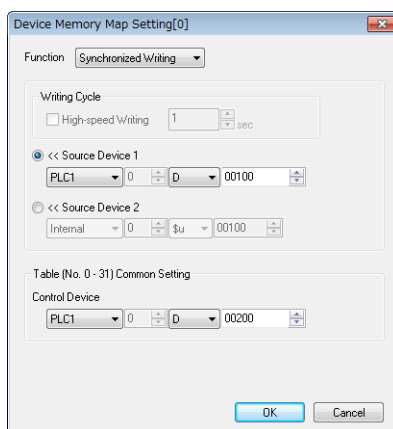 Device Memory Map Setting[0]
Function Synchronized Writing
Writing Cycle
High-speed Writing 1 sec
<< Source Device 1
PLC1 0 D 00100
<< Source Device 2
Internal 0 $u 00100
Table (No. 0 - 31) Common Setting
Control Device
PLC1 0 D 00200
OK Cancel